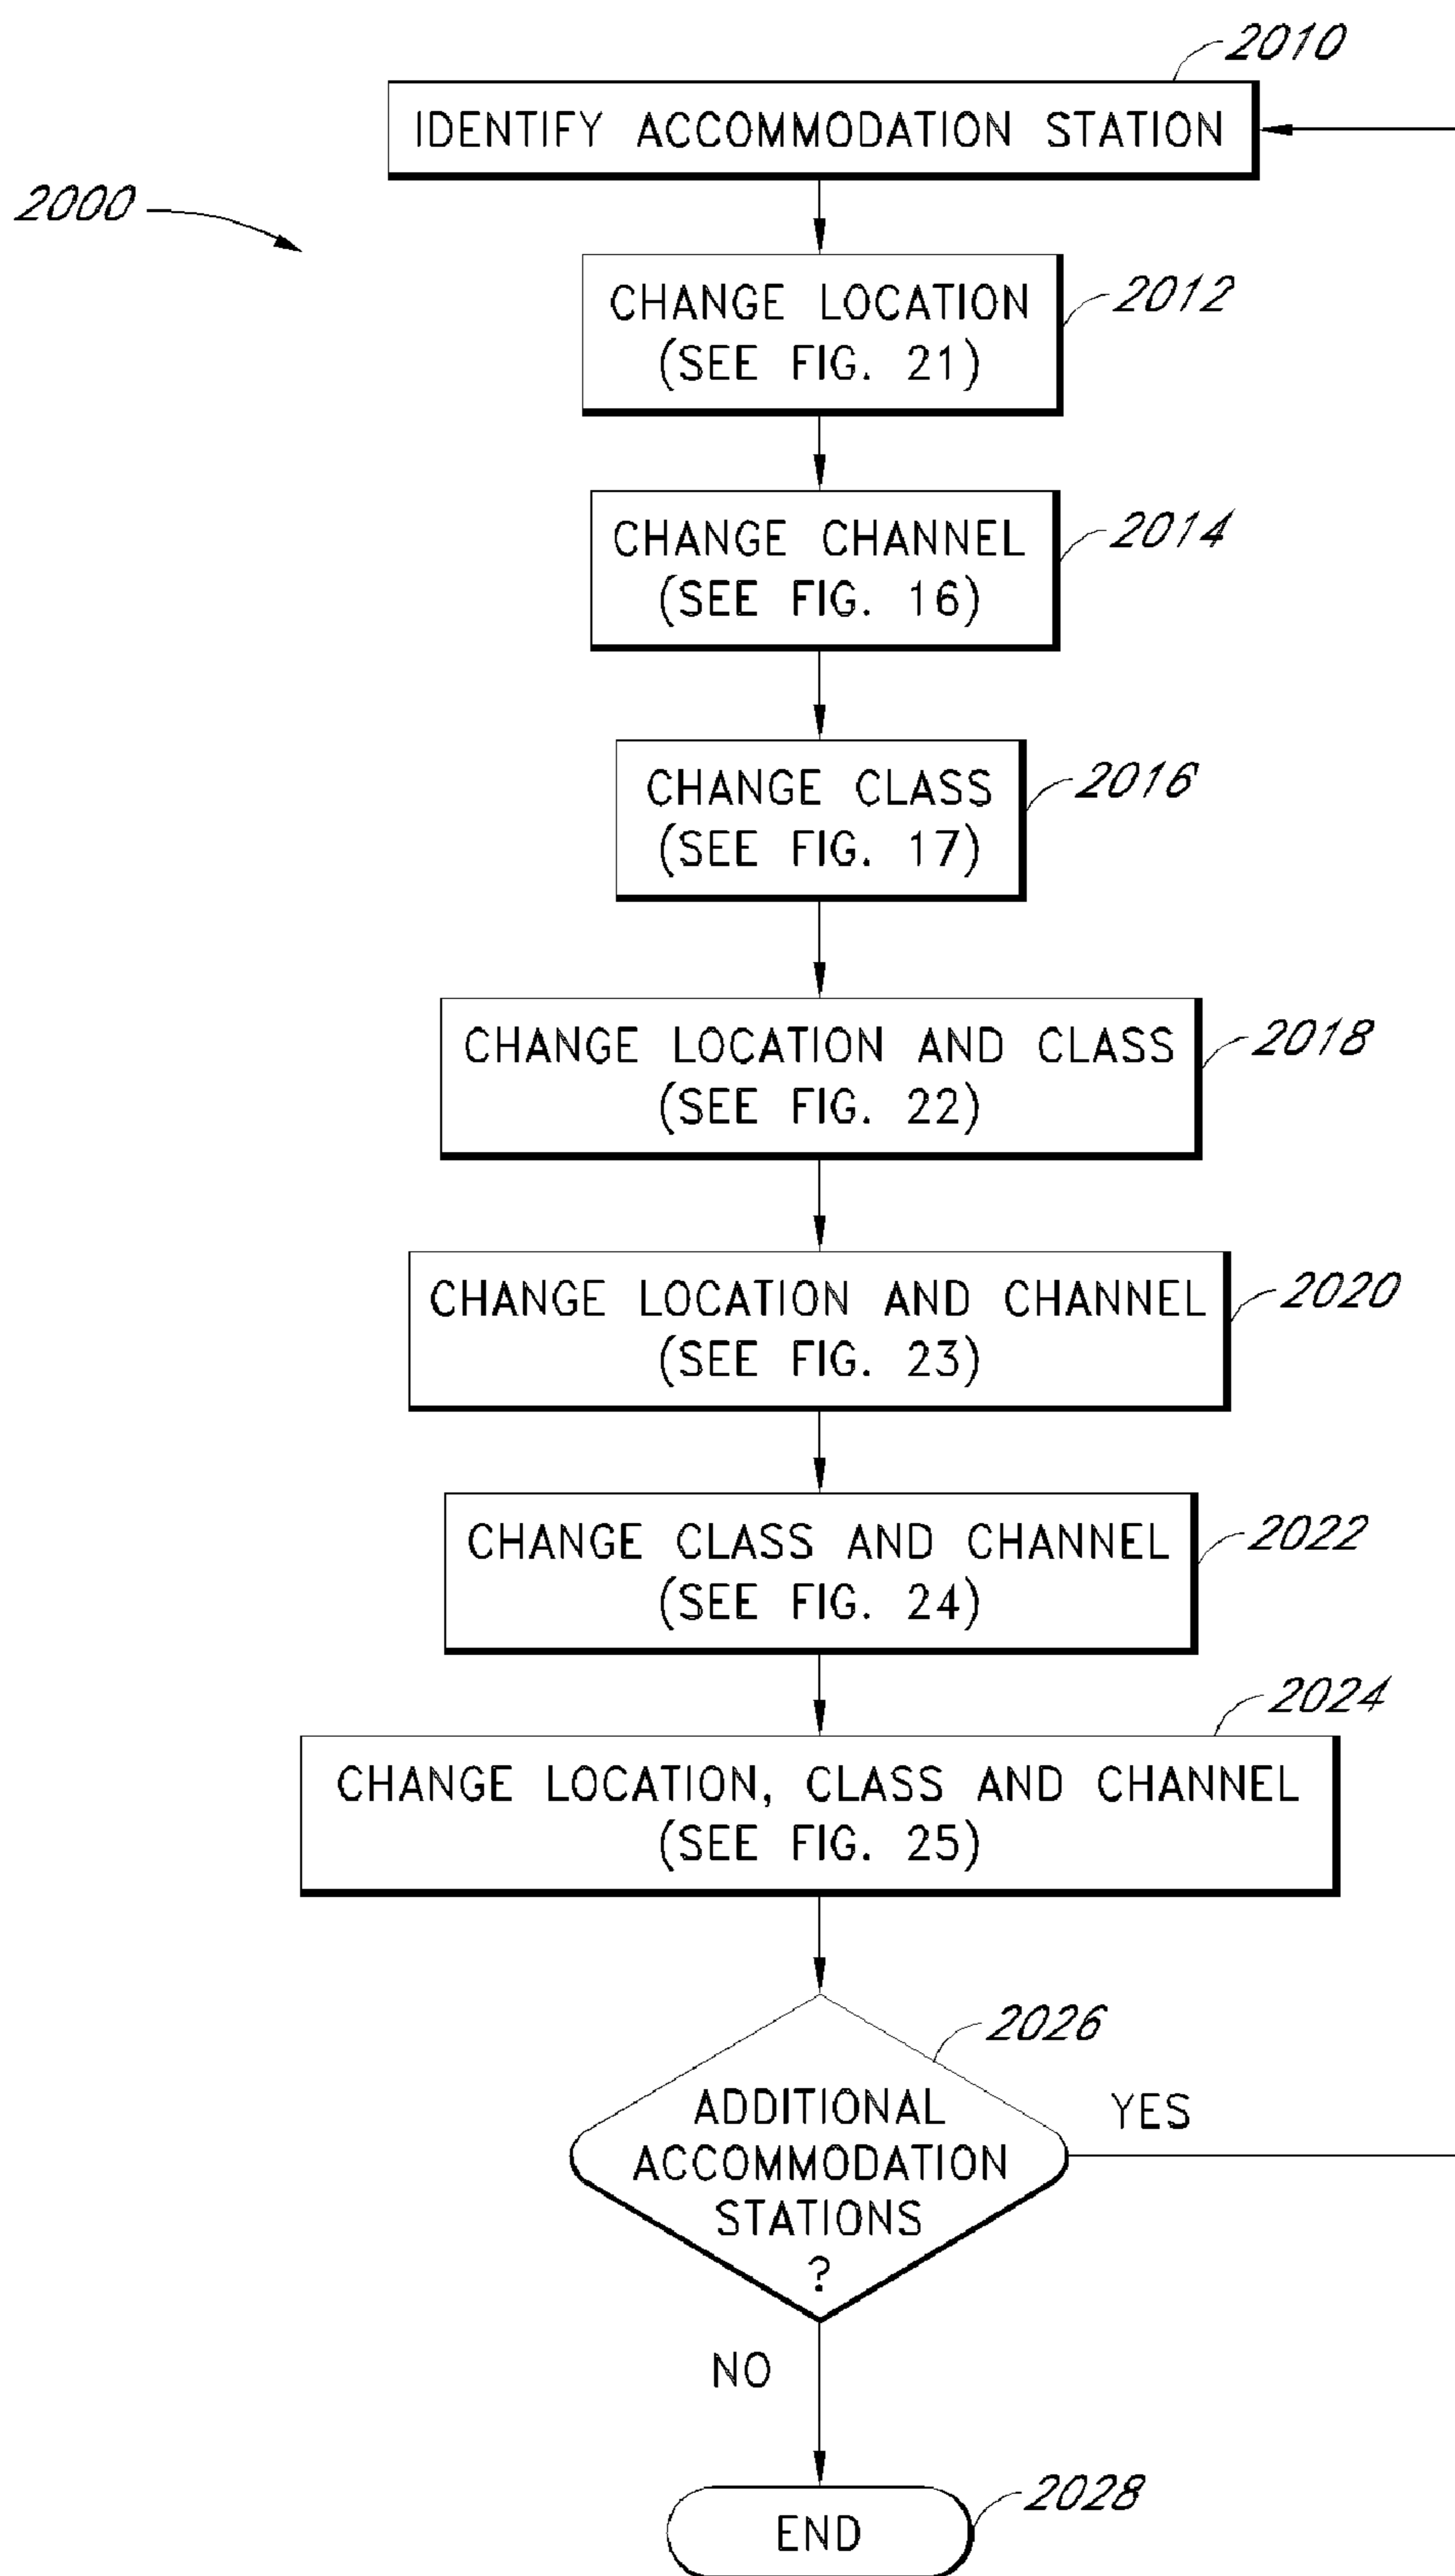 2010
IDENTIFY ACCOMMODATION STATION
2000
CHANGE LOCATION
(SEE FIG. 21)
2012
CHANGE CHANNEL
(SEE FIG. 16)
2014
CHANGE CLASS
(SEE FIG. 17)
2016
CHANGE LOCATION AND CLASS
(SEE FIG. 22)
2018
CHANGE LOCATION AND CHANNEL
(SEE FIG. 23)
2020
CHANGE CLASS AND CHANNEL
(SEE FIG. 24)
2022
2024
CHANGE LOCATION, CLASS AND CHANNEL
(SEE FIG. 25)
2026
ADDITIONAL
ACCOMMODATION
STATIONS
?
YES
NO
2028
END